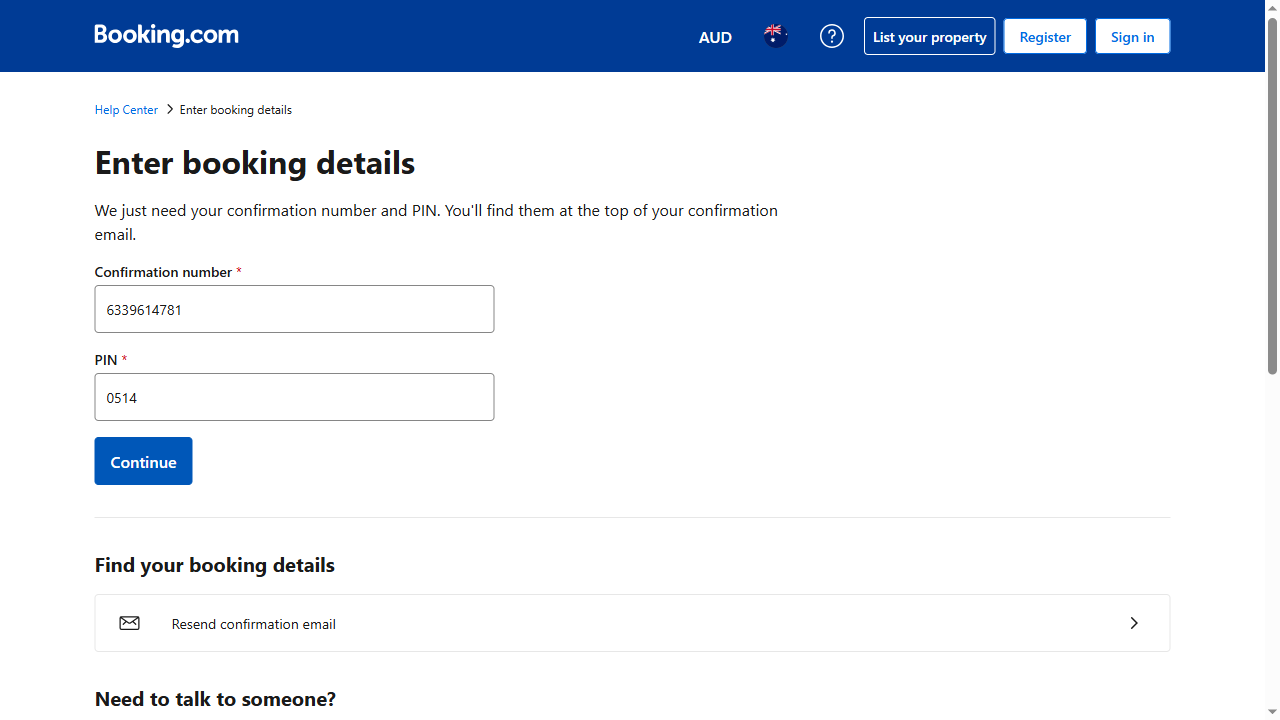 Booking.com
AUD
List your property
Register
Sign in
Help Center
Enter booking details
Enter booking details
We just need your confirmation number and PIN. You'll find them at the top of your confirmation
email.
Confirmation number *
6339614781
PIN *
0514
Continue
Find your booking details
Resend confirmation email
Need to talk to someone?